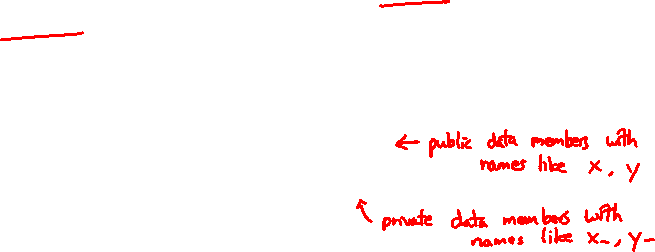 ← public data members with
names like x, y
↖ private data members with
names like x_, y_